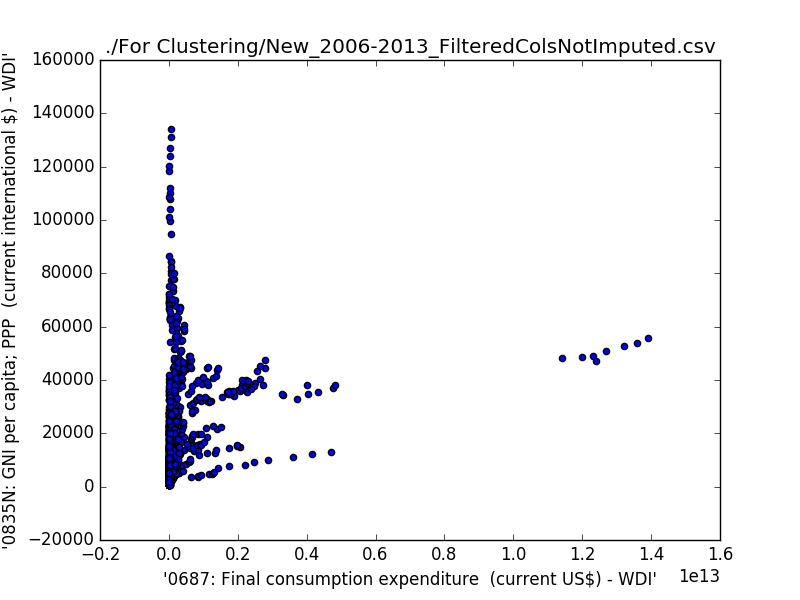 ./For Clustering/New_2006-2013_FilteredColsNotImputed.csv
'0835N: GNI per capita; PPP  (current international $) - WDI'
160000
140000
120000
100000
80000
60000
40000
20000
0
−20000
−0.2 0.0 0.2 0.4 0.6 0.8 1.0 1.2 1.4 1.6
1e13
'0687: Final consumption expenditure  (current US$) - WDI'